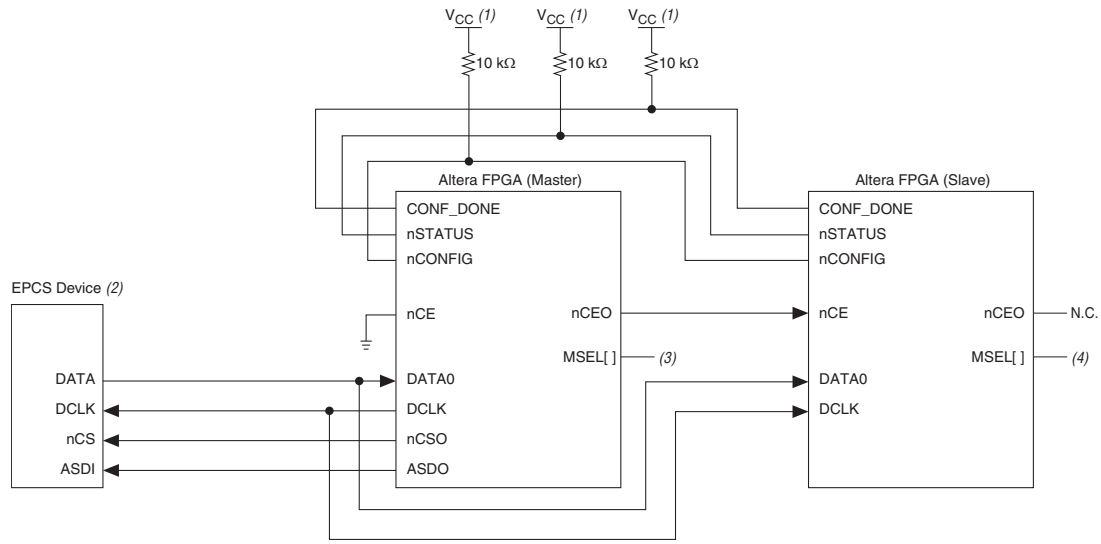 VCC (1) VCC (1) VCC (1)
10 kΩ 10 kΩ 10 kΩ
Altera FPGA (Master)
CONF_DONE
nSTATUS
nCONFIG
nCE
nCEO
MSEL[ ] (3)
DATA0
DCLK
nCSO
ASDO
Altera FPGA (Slave)
CONF_DONE
nSTATUS
nCONFIG
nCE
nCEO N.C.
MSEL[ ] (4)
DATA0
DCLK
EPCS Device (2)
DATA
DCLK
nCS
ASDI